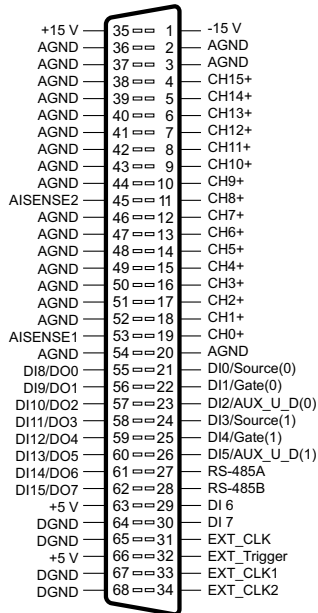 +15 V 35 1 -15 V
AGND 36 2 AGND
AGND 37 3 AGND
AGND 38 4 CH15+
AGND 39 5 CH14+
AGND 40 6 CH13+
AGND 41 7 CH12+
AGND 42 8 CH11+
AGND 43 9 CH10+
AGND 44 10 CH9+
AISENSE2 45 11 CH8+
AGND 46 12 CH7+
AGND 47 13 CH6+
AGND 48 14 CH5+
AGND 49 15 CH4+
AGND 50 16 CH3+
AGND 51 17 CH2+
AGND 52 18 CH1+
AISENSE1 53 19 CH0+
AGND 54 20 AGND
DI8/DO0 55 21 DI0/Source(0)
DI9/DO1 56 22 DI1/Gate(0)
DI10/DO2 57 23 DI2/AUX_U_D(0)
DI11/DO3 58 24 DI3/Source(1)
DI12/DO4 59 25 DI4/Gate(1)
DI13/DO5 60 26 DI5/AUX_U_D(1)
DI14/DO6 61 27 RS-485A
DI15/DO7 62 28 RS-485B
+5 V 63 29 DI 6
DGND 64 30 DI 7
DGND 65 31 EXT_CLK
+5 V 66 32 EXT_Trigger
DGND 67 33 EXT_CLK1
DGND 68 34 EXT_CLK2